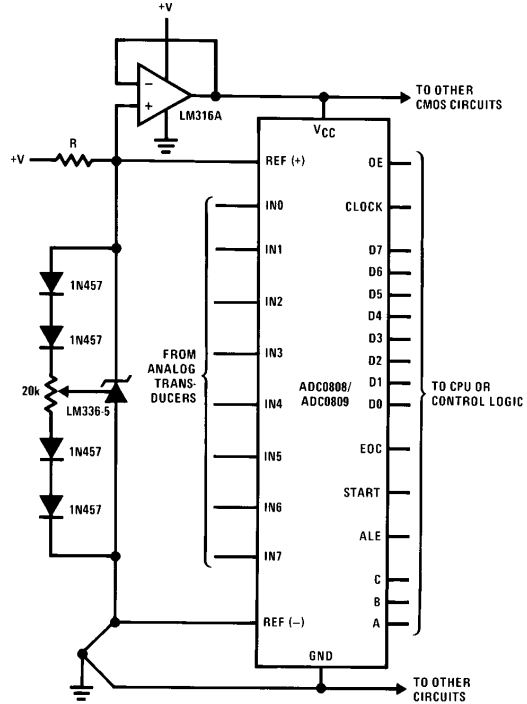 +V
−
+
LM316A
TO OTHER
CMOS CIRCUITS
VCC
+V
R
REF (+)
OE
IN0
CLOCK
IN1
D7
D6
1N457
IN2
D5
D4
1N457
IN3
D3
FROM
ANALOG
TRANS-
DUCERS
D2
20k
ADC0808/
ADC0809
D1
TO CPU OR
CONTROL LOGIC
LM336-5
IN4
D0
1N457
IN5
EOC
1N457
IN6
START
IN7
ALE
C
B
REF (−)
A
GND
TO OTHER
CIRCUITS